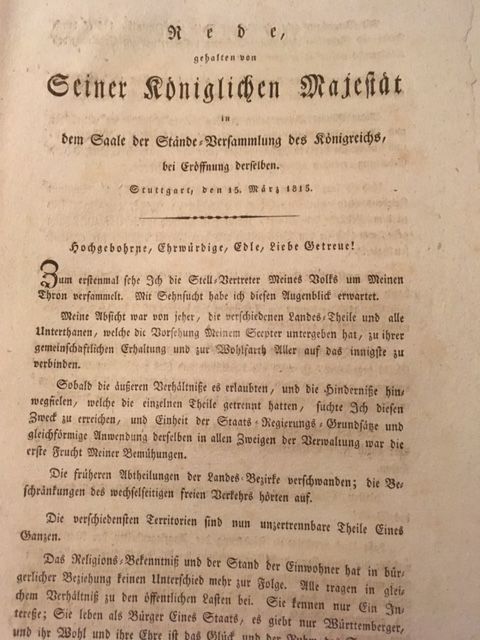 Rede,
gehalten von
Seiner Königlichen Majestät
in
dem Saale der Stände-Versammlung des Königreichs,
bei Eröffnung derselben.
Stuttgart, den 15. März 1815.
Hochgebohrne, Ehrwürdige, Edle, Liebe Getreue!
Zum erstenmal sehe Ich die Stell-Vertreter Meines Volks um Meinen
Thron versammelt. Mit Sehnsucht habe ich diesen Augenblick erwartet.
Meine Absicht war von jeher, die verschiedenen Landes-Theile und alle
Unterthanen, welche die Vorsehung Meinem Scepter untergeben hat, zu ihrer
gemeinschaftlichen Erhaltung und zur Wohlfarth Aller auf das innigste zu
verbinden.
Sobald die äußeren Verhältniße es erlaubten, und die Hinderniße hin-
wegfielen, welche die einzelnen Theile getrennt hatten, suchte Ich diesen
Zweck zu erreichen, und Einheit der Staats-Regierungs-Grundsätze und
gleichförmige Anwendung derselben in allen Zweigen der Verwaltung war die
erste Frucht Meiner Bemühungen.
Die früheren Abtheilungen der Landes-Bezirke verschwanden; die Be-
schränkungen des wechselseitigen freien Verkehrs hörten auf.
Die verschiedensten Territorien sind nun unzertrennbare Theile Eines
Ganzen.
Das Religions-Bekenntniß und der Stand der Einwohner hat in bür-
gerlicher Beziehung keinen Unterschied mehr zur Folge. Alle tragen in glei-
chem Verhältniß zu den öffentlichen Lasten bei. Sie kennen nur Ein In-
tereße; Sie leben als Bürger Eines Staats, es giebt nur Württemberger,
und ihr Wohl und ihre Ehre ist das Glück und der Ruhm des